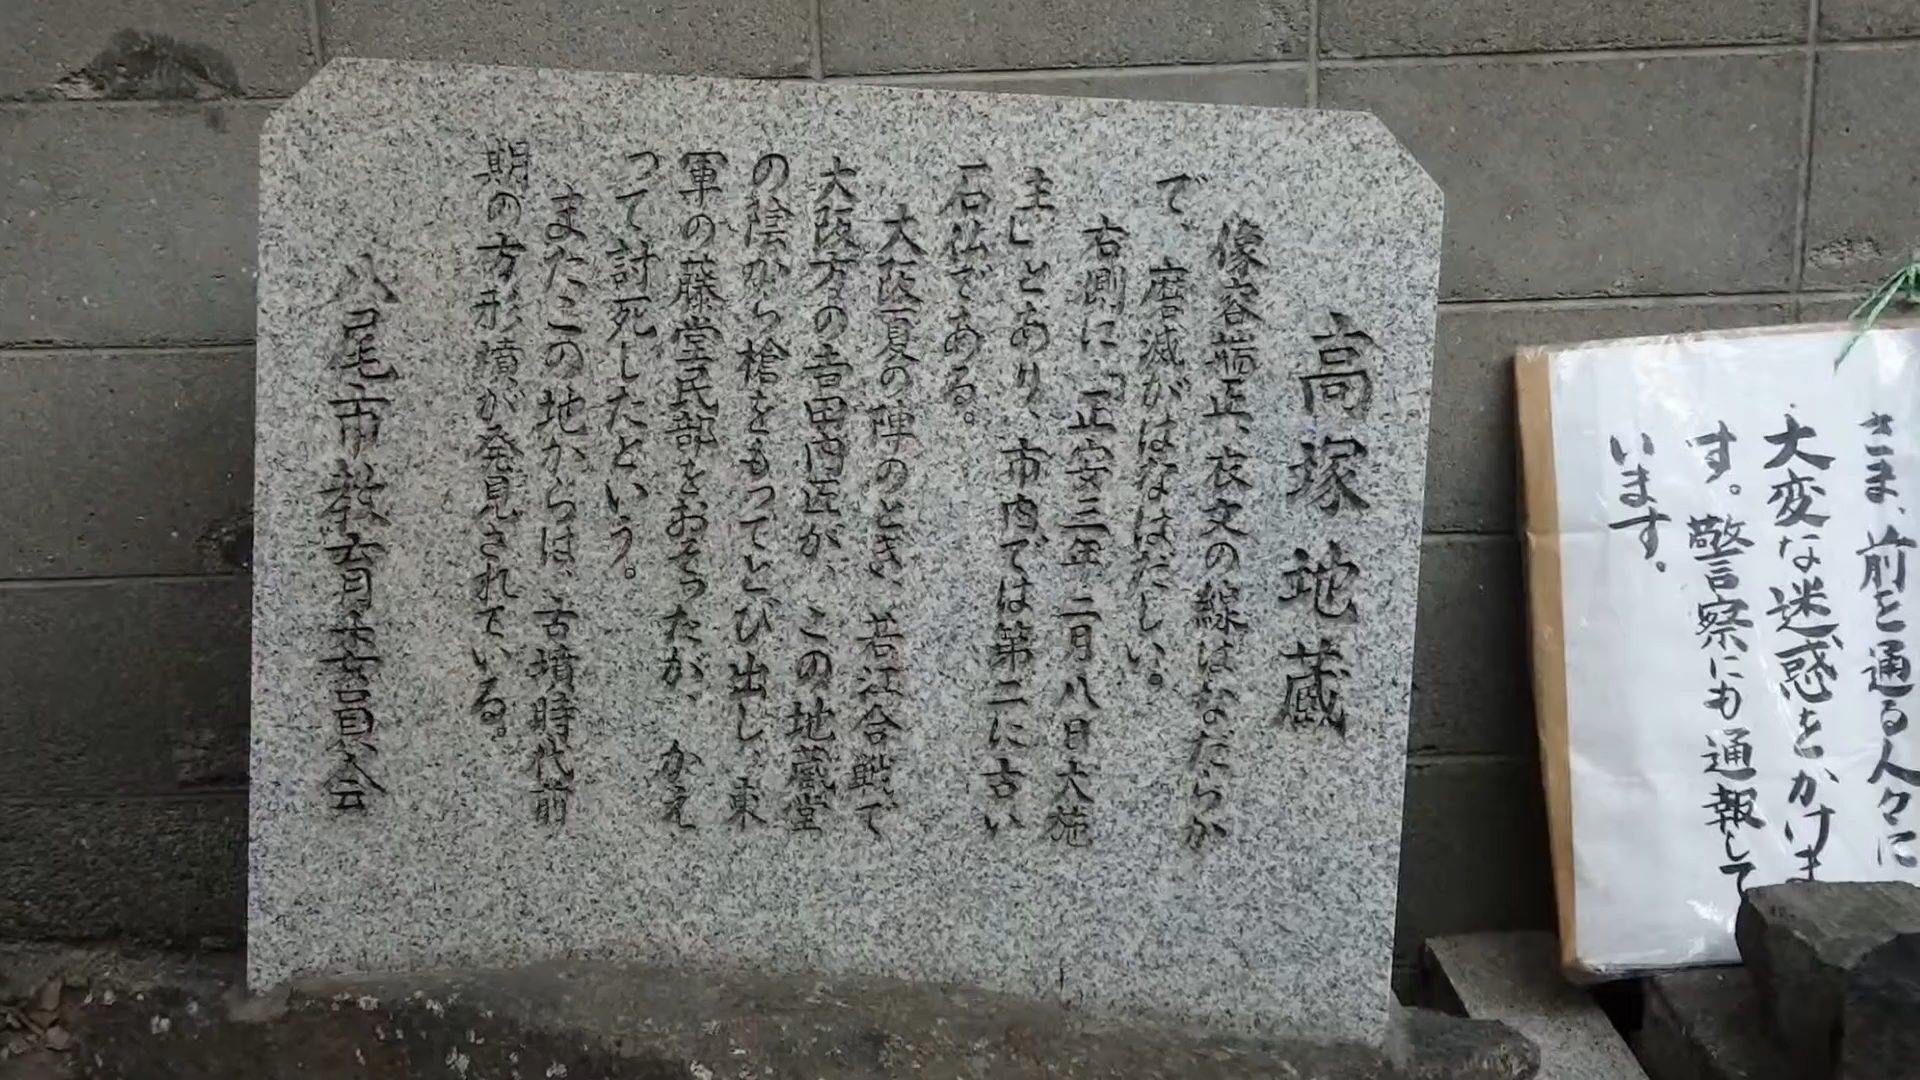 高塚地蔵
像容端正、衣文の線はなだらか
で、磨滅がはなはだしい。
右側に「正安三年二月八日大施
主」とあり、市内では第二に古い
石仏である。
大阪夏の陣のとき、若江合戦で
大阪方の吉田内匠が、この地蔵堂
の陰から槍をもってとび出し、東
軍の藤堂民部をおそったが、かえ
って討死したという。
またこの地からは、古墳時代前
期の方形墳が発見されている。
八尾市教育委員会
さま、前を通る人々に
大変な迷惑をかけま
す。警察にも通報して
います。